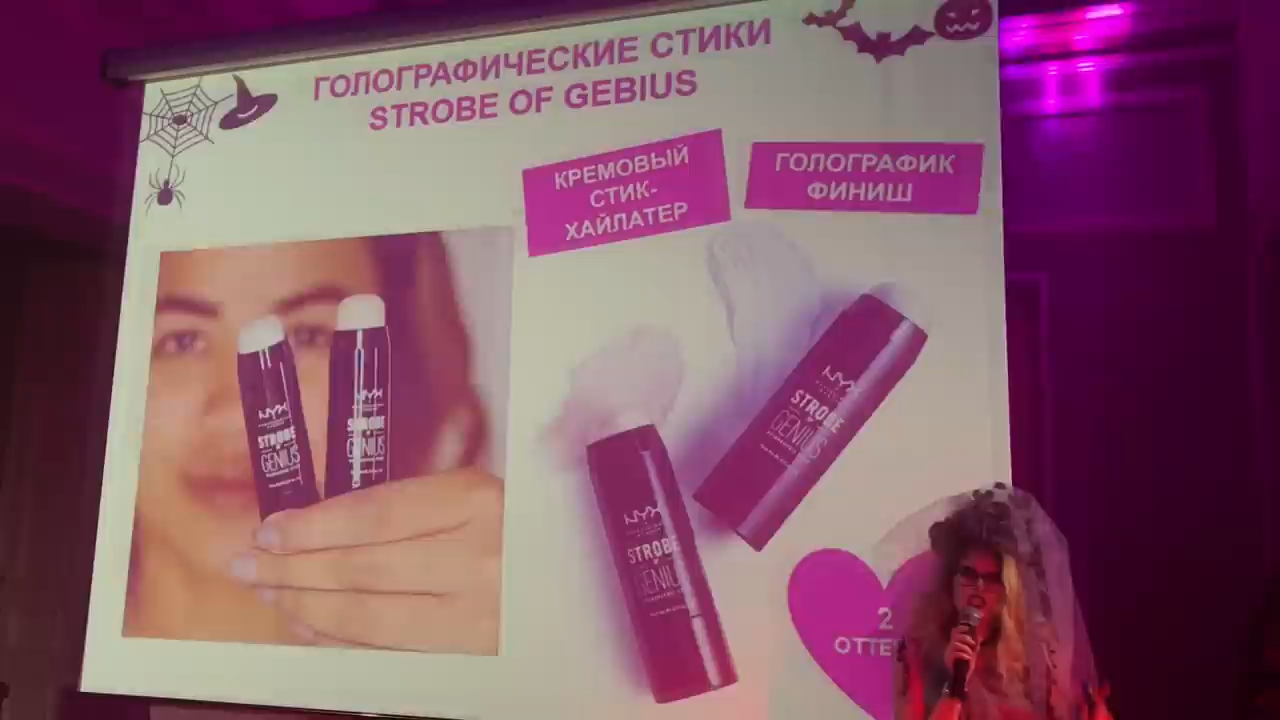 ГОЛОГРАФИЧЕСКИЕ СТИКИ
STROBE OF GEBIUS
КРЕМОВЫЙ
СТИК-
ХАЙЛАТЕР
ГОЛОГРАФИК
ФИНИШ
NYX
STROBE
GENIUS
NYX
STROBE
GENIUS
NYX
STROBE
GENIUS
NYX
STROBE
GENIUS
2